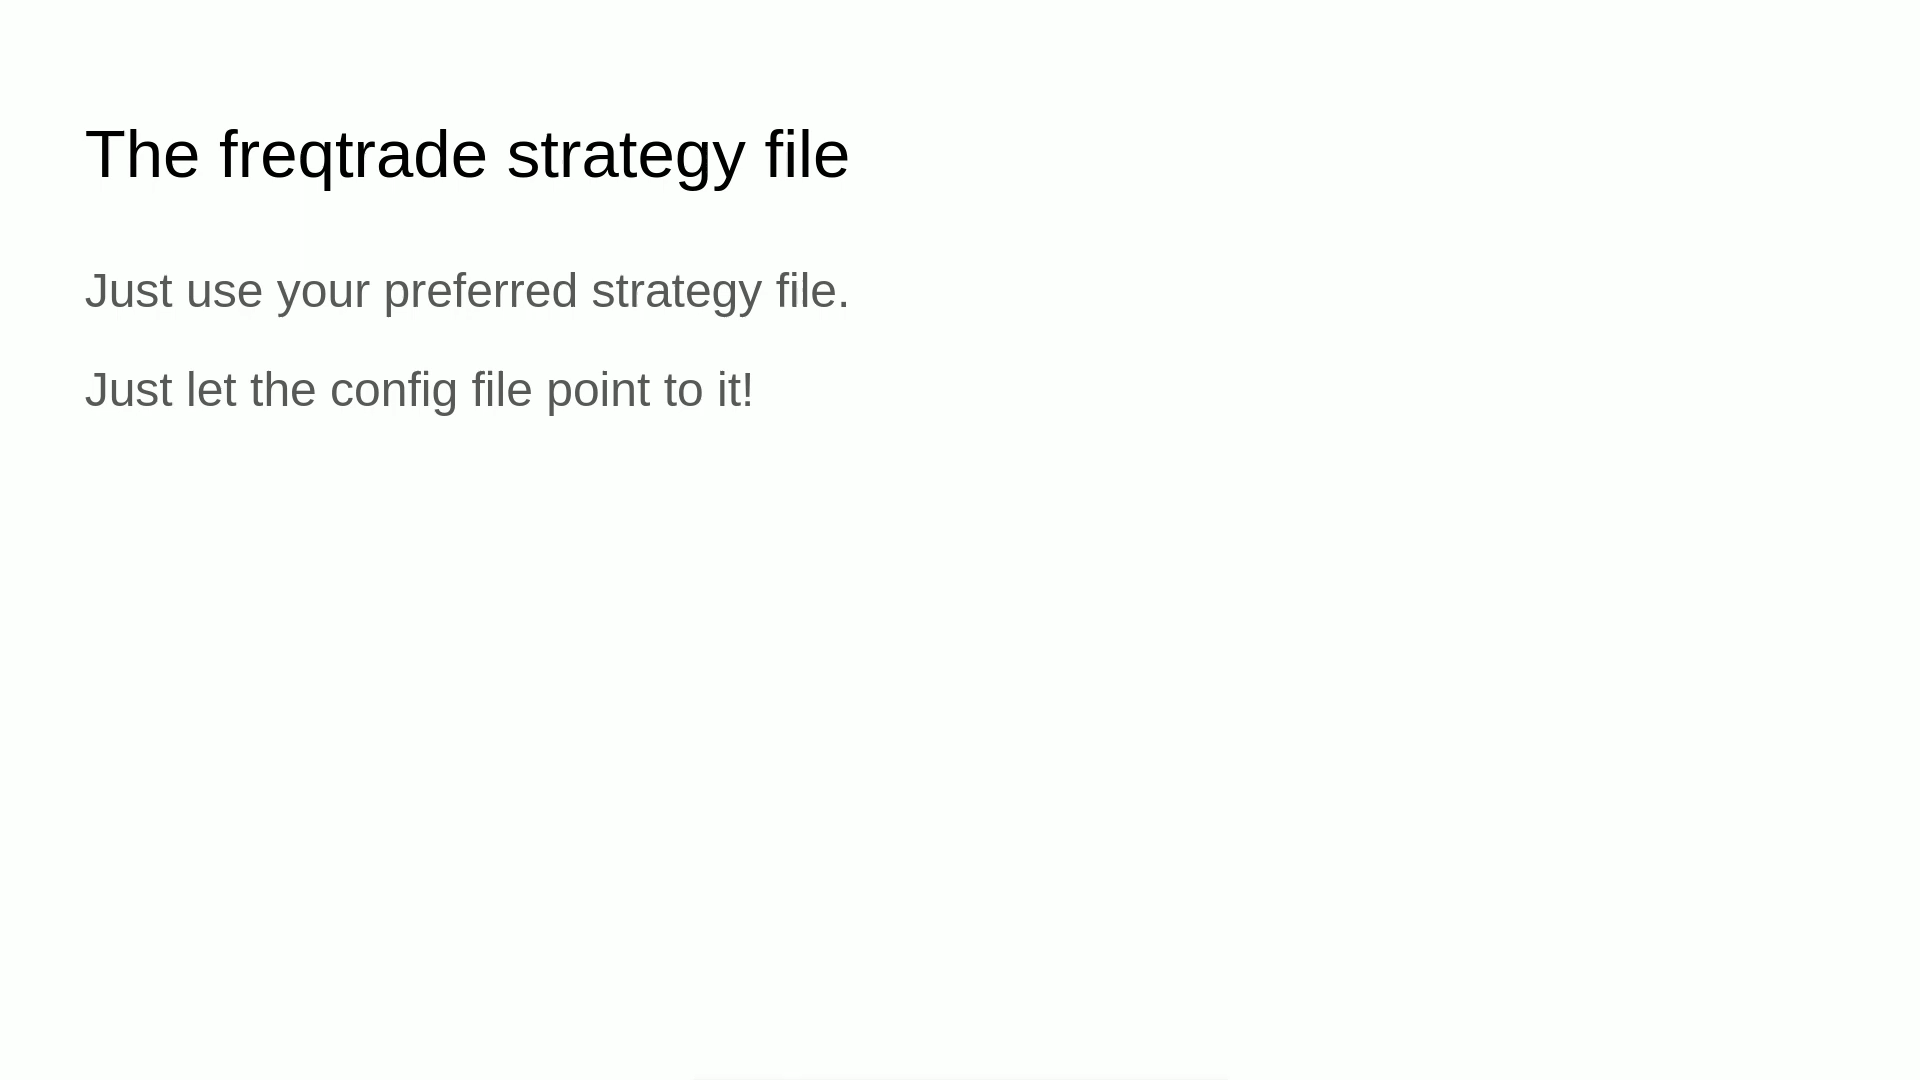 The freqtrade strategy file
Just use your preferred strategy file.
Just let the config file point to it!